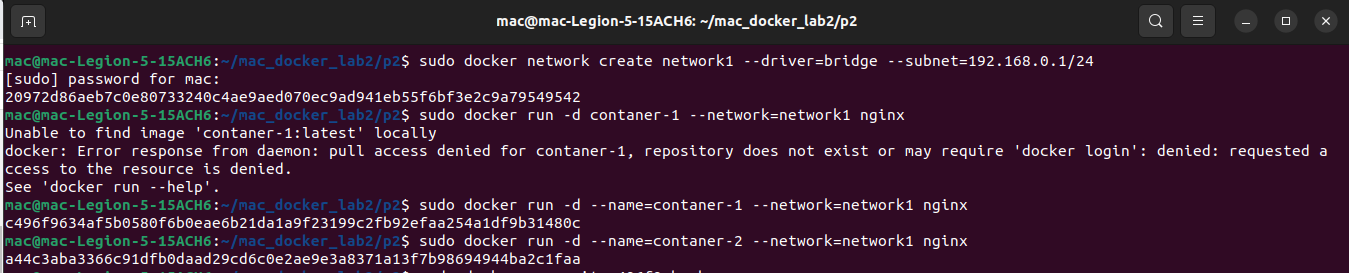 mac@mac-Legion-5-15ACH6: ~/mac_docker_lab2/p2
mac@mac-Legion-5-15ACH6:~/mac_docker_lab2/p2$ sudo docker network create network1 --driver=bridge --subnet=192.168.0.1/24
[sudo] password for mac:
20972d86aeb7c0e80733240c4ae9aed070ec9ad941eb55f6bf3e2c9a79549542
mac@mac-Legion-5-15ACH6:~/mac_docker_lab2/p2$ sudo docker run -d contaner-1 --network=network1 nginx
Unable to find image 'contaner-1:latest' locally
docker: Error response from daemon: pull access denied for contaner-1, repository does not exist or may require 'docker login': denied: requested a
ccess to the resource is denied.
See 'docker run --help'.
mac@mac-Legion-5-15ACH6:~/mac_docker_lab2/p2$ sudo docker run -d --name=contaner-1 --network=network1 nginx
c496f9634af5b0580f6b0eae6b21da1a9f23199c2fb92efaa254a1df9b31480c
mac@mac-Legion-5-15ACH6:~/mac_docker_lab2/p2$ sudo docker run -d --name=contaner-2 --network=network1 nginx
a44c3aba3366c91dfb0daad29cd6c0e2ae9e3a8371a13f7b98694944ba2c1faa